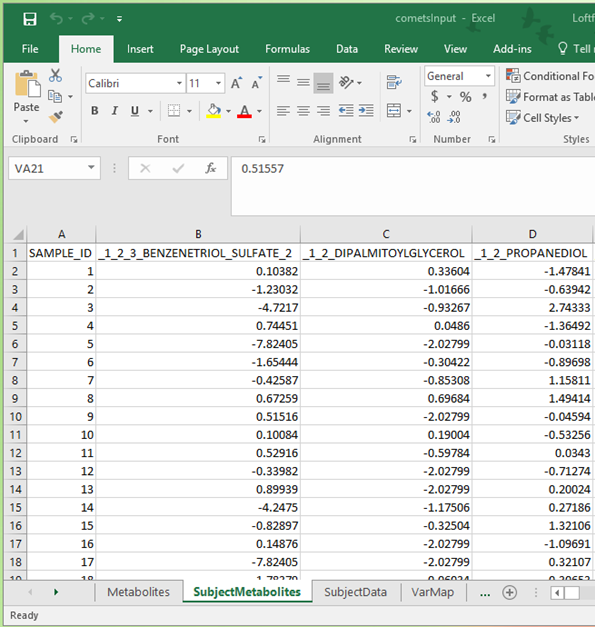 cometsInput - Excel Loftf
File Home Insert Page Layout Formulas Data Review View Add-ins Tell
Paste Calibri 11 A A General Conditional Fo
B I U A $ % , Format as Table
.00 Cell Styles
Clipboard Font Alignment Number Styles
VA21 fx 0.51557
A B C D
1 SAMPLE_ID _1_2_3_BENZENETRIOL_SULFATE_2 _1_2_DIPALMITOYLGLYCEROL _1_2_PROPANEDIOL
2 1 0.10382 0.33604 -1.47841
3 2 -1.23032 -1.01666 -0.63942
4 3 -4.7217 -0.93267 2.74333
5 4 0.74451 0.0486 -1.36492
6 5 -7.82405 -2.02799 -0.03118
7 6 -1.65444 -0.30422 -0.89698
8 7 -0.42587 -0.85308 1.15811
9 8 0.67259 0.69684 1.49414
10 9 0.51516 -2.02799 -0.04594
11 10 0.10084 0.19004 -0.53256
12 11 0.52916 -0.59784 0.0343
13 12 -0.33982 -2.02799 -0.71274
14 13 0.89939 -2.02799 0.20024
15 14 -4.2475 -1.17506 0.27186
16 15 -0.82897 -0.32504 1.32106
17 16 0.14876 -2.02799 -1.09691
18 17 -7.82405 -2.02799 0.32107
Metabolites SubjectMetabolites SubjectData VarMap ...
Ready